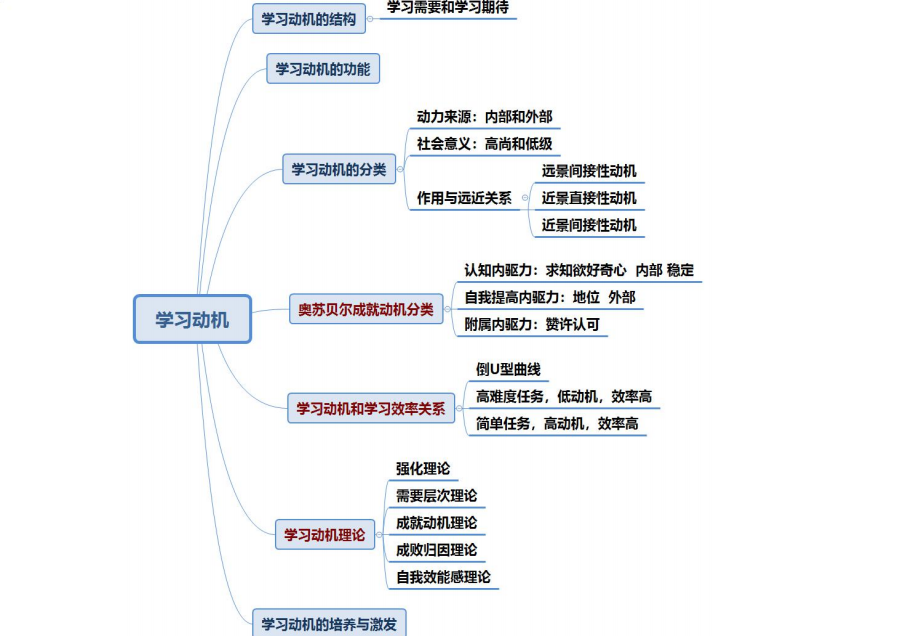 学习动机的结构
学习需要和学习期待
学习动机的功能
学习动机的分类
动力来源：内部和外部
社会意义：高尚和低级
作用与远近关系
远景间接性动机
近景直接性动机
近景间接性动机
学习动机
奥苏贝尔成就动机分类
认知内驱力：求知欲好奇心 内部 稳定
自我提高内驱力：地位 外部
附属内驱力：赞许认可
学习动机和学习效率关系
倒U型曲线
高难度任务，低动机，效率高
简单任务，高动机，效率高
学习动机理论
强化理论
需要层次理论
成就动机理论
成败归因理论
自我效能感理论
学习动机的培养与激发